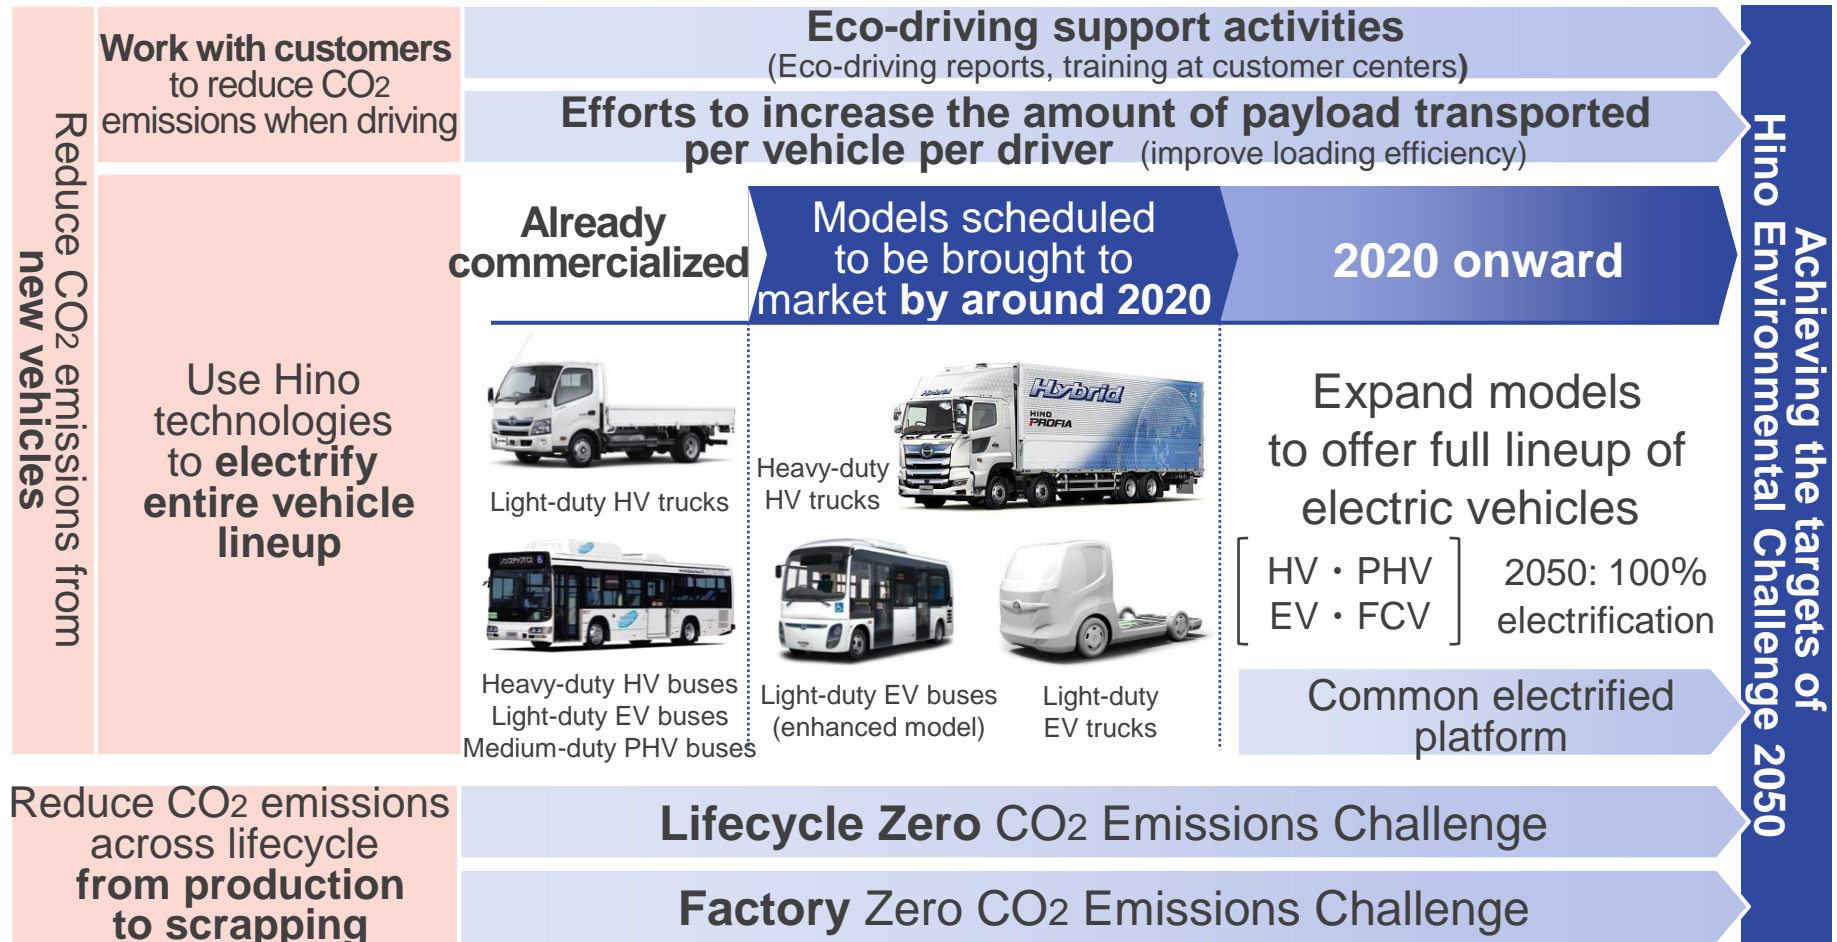 Work with customers
to reduce CO2
emissions when driving
Eco-driving support activities
(Eco-driving reports, training at customer centers)
Efforts to increase the amount of payload transported
per vehicle per driver (improve loading efficiency)
Reduce CO2 emissions from
new vehicles
Use Hino
technologies
to electrify
entire vehicle
lineup
Already
commercialized
Models scheduled
to be brought to
market by around 2020
2020 onward
Light-duty HV trucks
Heavy-duty
HV trucks
Hybrid
Hybrid
HINO
PROFIA
Heavy-duty HV buses
Light-duty EV buses
Medium-duty PHV buses
Light-duty EV buses
(enhanced model)
Light-duty
EV trucks
Expand models
to offer full lineup of
electric vehicles
HV・PHV
EV・FCV
2050: 100%
electrification
Common electrified
platform
Reduce CO2 emissions
across lifecycle
from production
to scrapping
Lifecycle Zero CO2 Emissions Challenge
Factory Zero CO2 Emissions Challenge
Achieving the targets of
Hino Environmental Challenge 2050